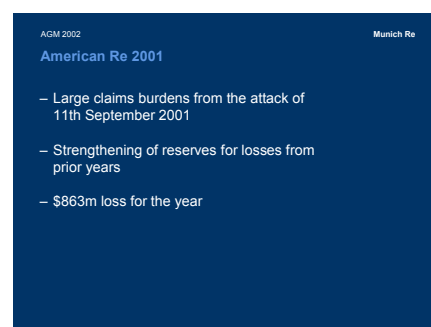 AGM 2002
Munich Re
American Re 2001
– Large claims burdens from the attack of
11th September 2001
– Strengthening of reserves for losses from
prior years
– $863m loss for the year